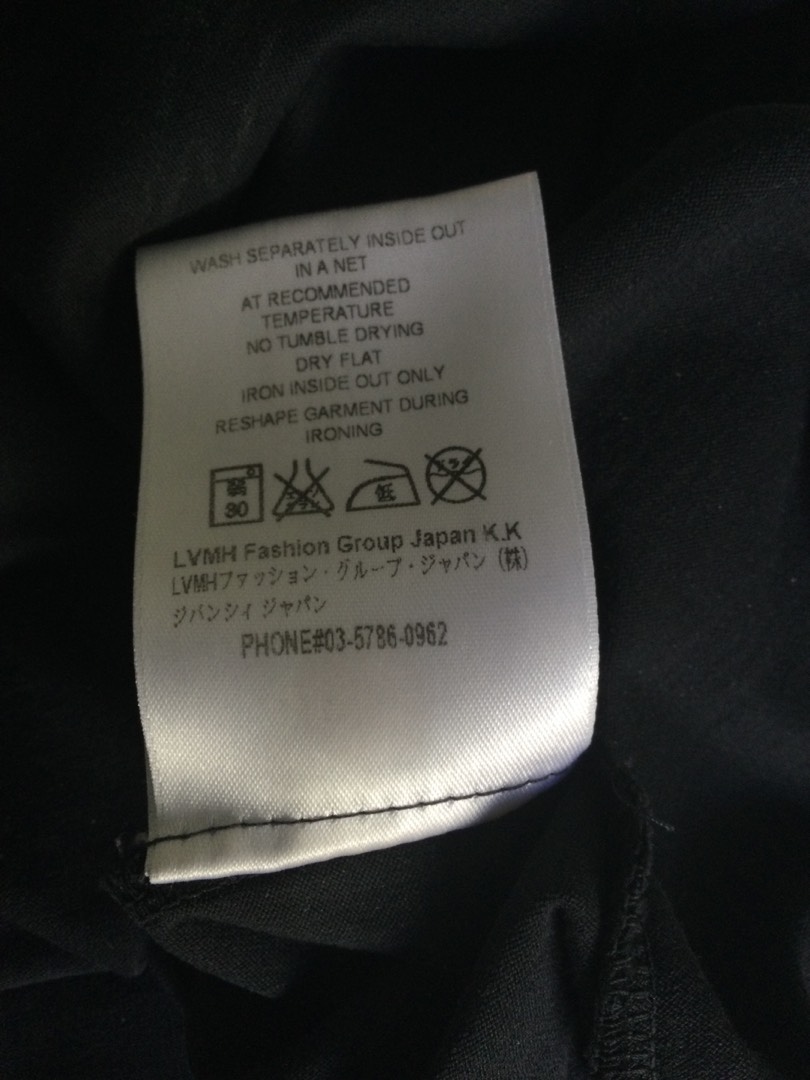 WASH SEPARATELY INSIDE OUT
IN A NET
AT RECOMMENDED
TEMPERATURE
NO TUMBLE DRYING
DRY FLAT
IRON INSIDE OUT ONLY
RESHAPE GARMENT DURING
IRONING
弱 30 低 ドライ
LVMH Fashion Group Japan K.K
LVMHファッション・グループ・ジャパン (株)
ジバンシィ ジャパン
PHONE#03-5786-0962